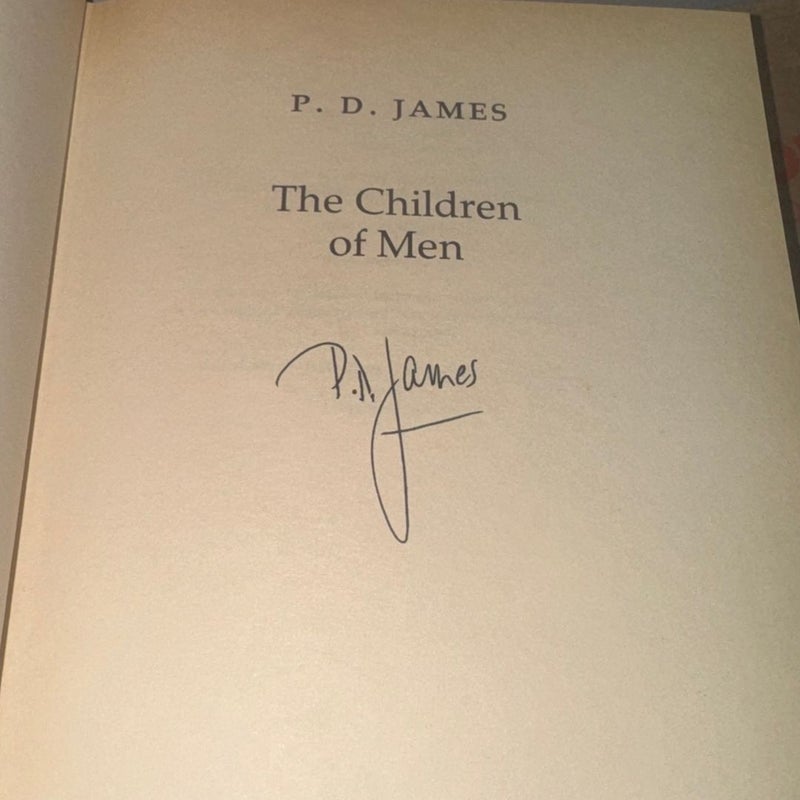 P. D. JAMES
The Children
of Men
P.D. James